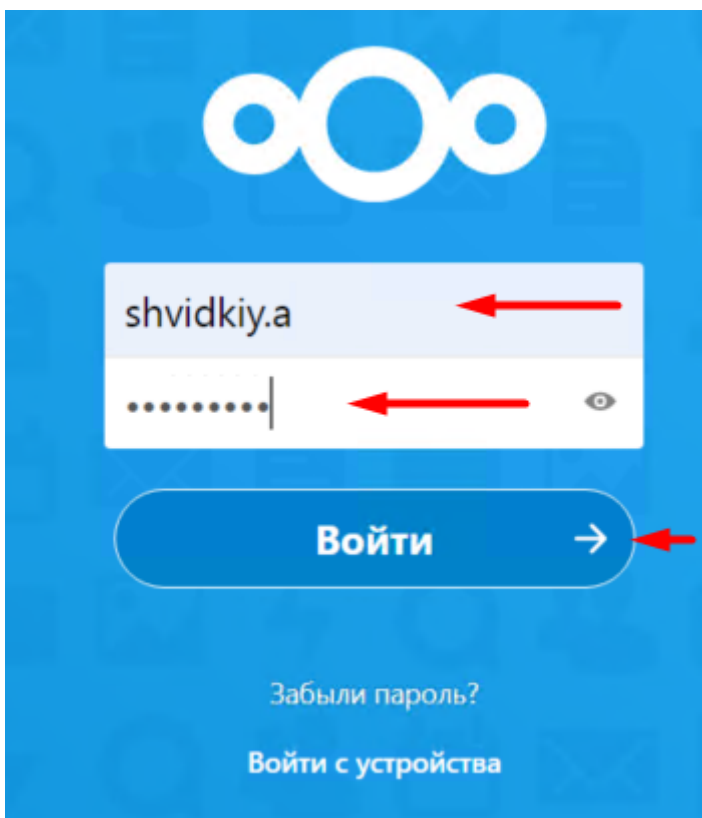 shvidkiy.a
•••••••••
Войти
Забыли пароль?
Войти с устройства